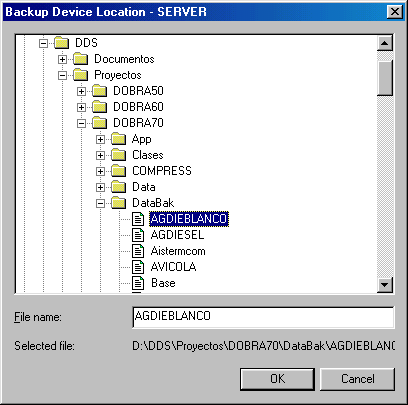 Backup Device Location - SERVER
DDS
Documentos
Proyectos
DOBRA50
DOBRA60
DOBRA70
App
Clases
COMPRESS
Data
DataBak
AGDIEBLANCO
AGDIESEL
Aistermcom
AVICOLA
Base
File name: AGDIEBLANCO
Selected file: D:\DDS\Proyectos\DOBRA70\DataBak\AGDIEBLANC
OK Cancel